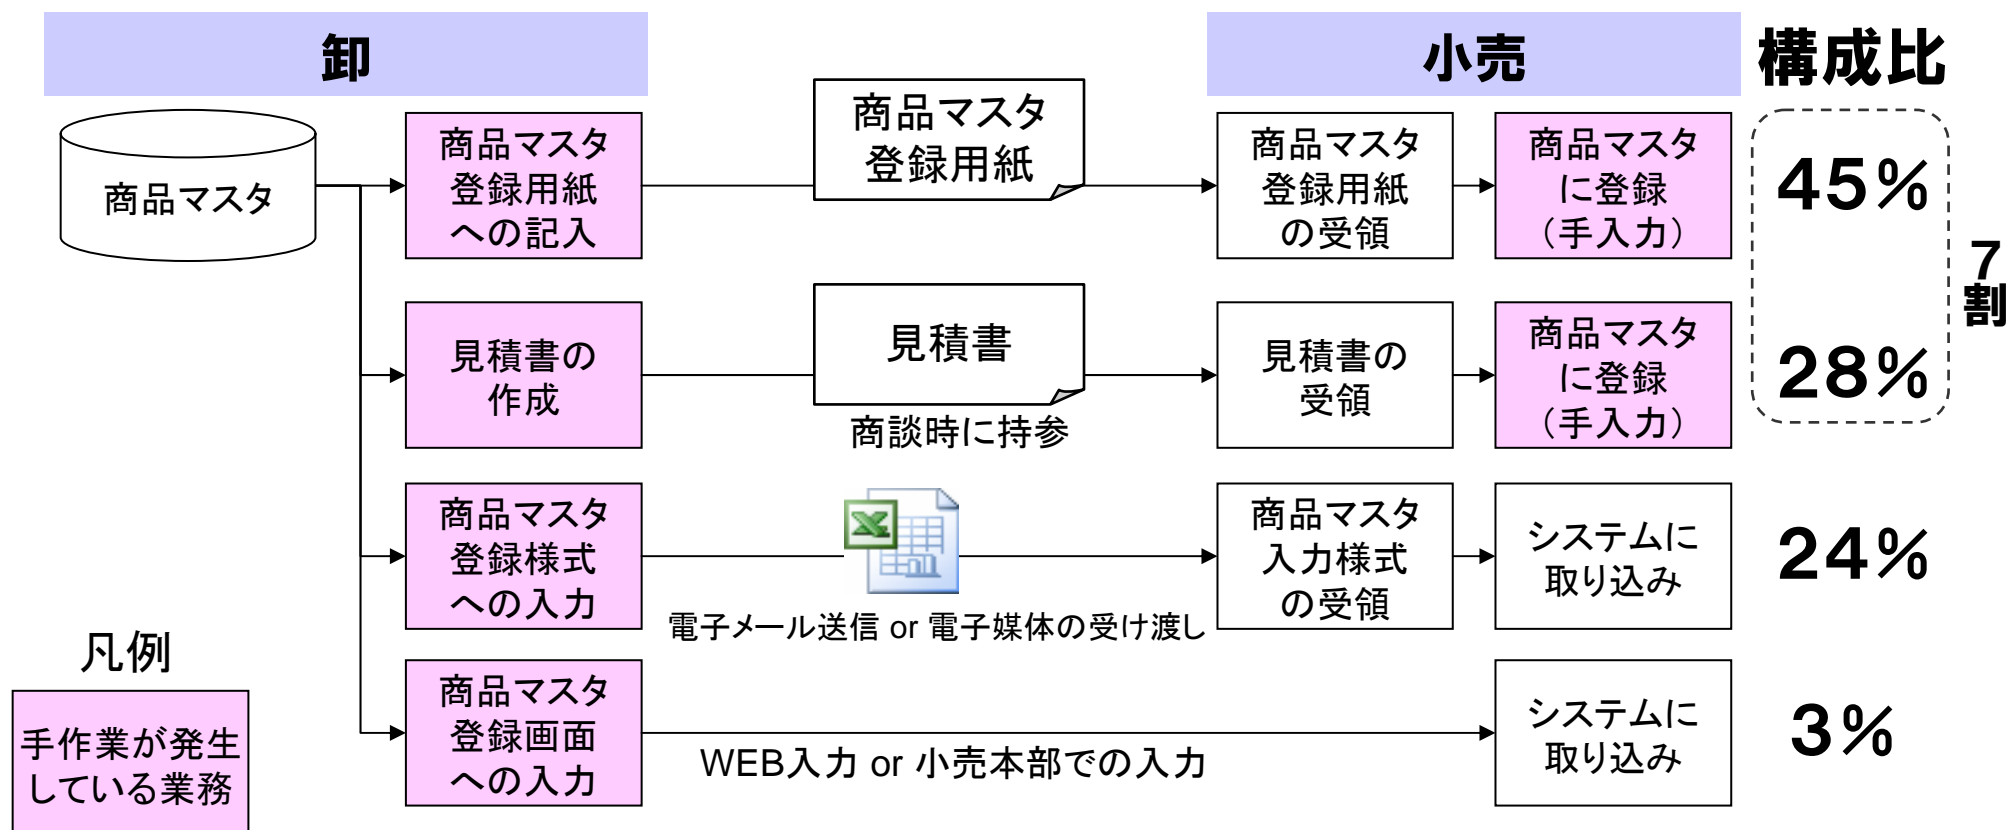 卸
小売
構成比
商品マスタ
商品マスタ
登録用紙
への記入
商品マスタ
登録用紙
商品マスタ
登録用紙
の受領
商品マスタ
に登録
（手入力）
45%
見積書の
作成
見積書
商談時に持参
見積書の
受領
商品マスタ
に登録
（手入力）
28%
7割
商品マスタ
登録様式
への入力
電子メール送信 or 電子媒体の受け渡し
商品マスタ
入力様式
の受領
システムに
取り込み
24%
商品マスタ
登録画面
への入力
WEB入力 or 小売本部での入力
システムに
取り込み
3%
凡例
手作業が発生
している業務